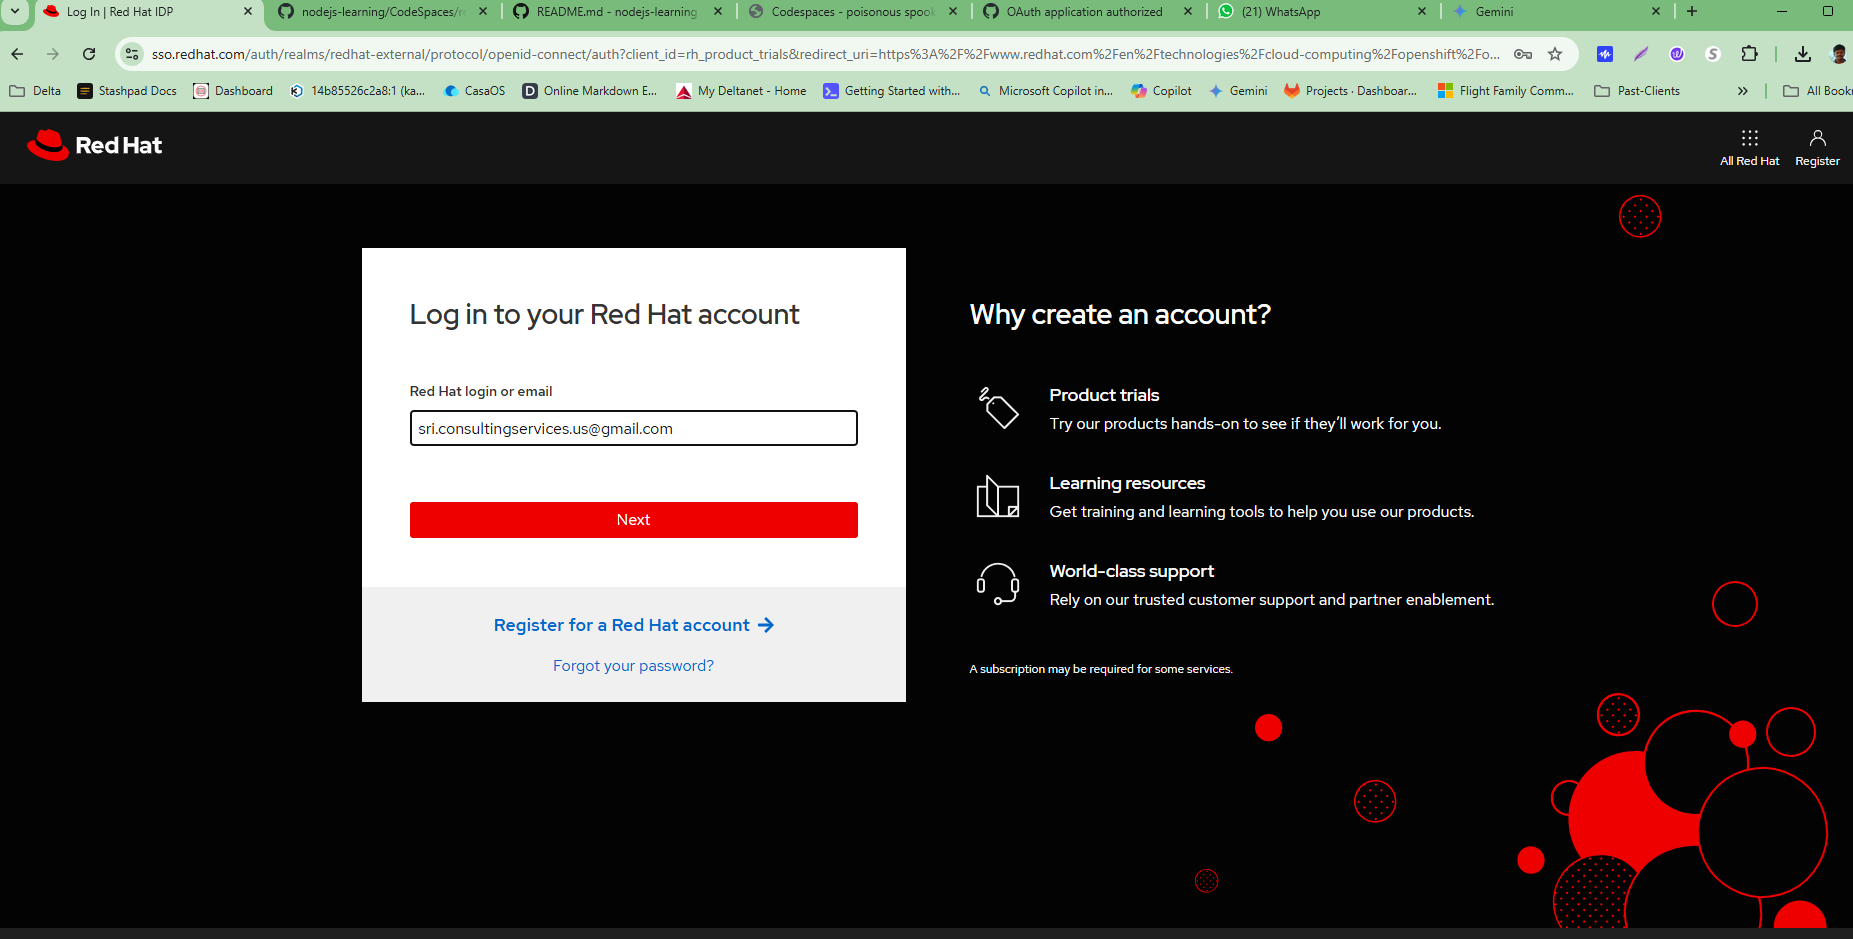 Log In | Red Hat IDP
nodejs-learning/CodeSpaces/re
README.md - nodejs-learning
Codespaces - poisonous spook
OAuth application authorized
(21) WhatsApp
Gemini
sso.redhat.com/auth/realms/redhat-external/protocol/openid-connect/auth?client_id=rh_product_trials&redirect_uri=https%3A%2F%2Fwww.redhat.com%2Fen%2Ftechnologies%2Fcloud-computing%2Fopenshift%2Fo...
Delta
Stashpad Docs
Dashboard
14b85526c2a8:1 (ka...
CasaOS
Online Markdown E...
My Deltanet - Home
Getting Started with...
Microsoft Copilot in...
Copilot
Gemini
Projects · Dashboar...
Flight Family Comm...
Past-Clients
All Book
Red Hat
All Red Hat
Register
Log in to your Red Hat account
Red Hat login or email
sri.consultingservices.us@gmail.com
Next
Register for a Red Hat account
Forgot your password?
Why create an account?
Product trials
Try our products hands-on to see if they’ll work for you.
Learning resources
Get training and learning tools to help you use our products.
World-class support
Rely on our trusted customer support and partner enablement.
A subscription may be required for some services.